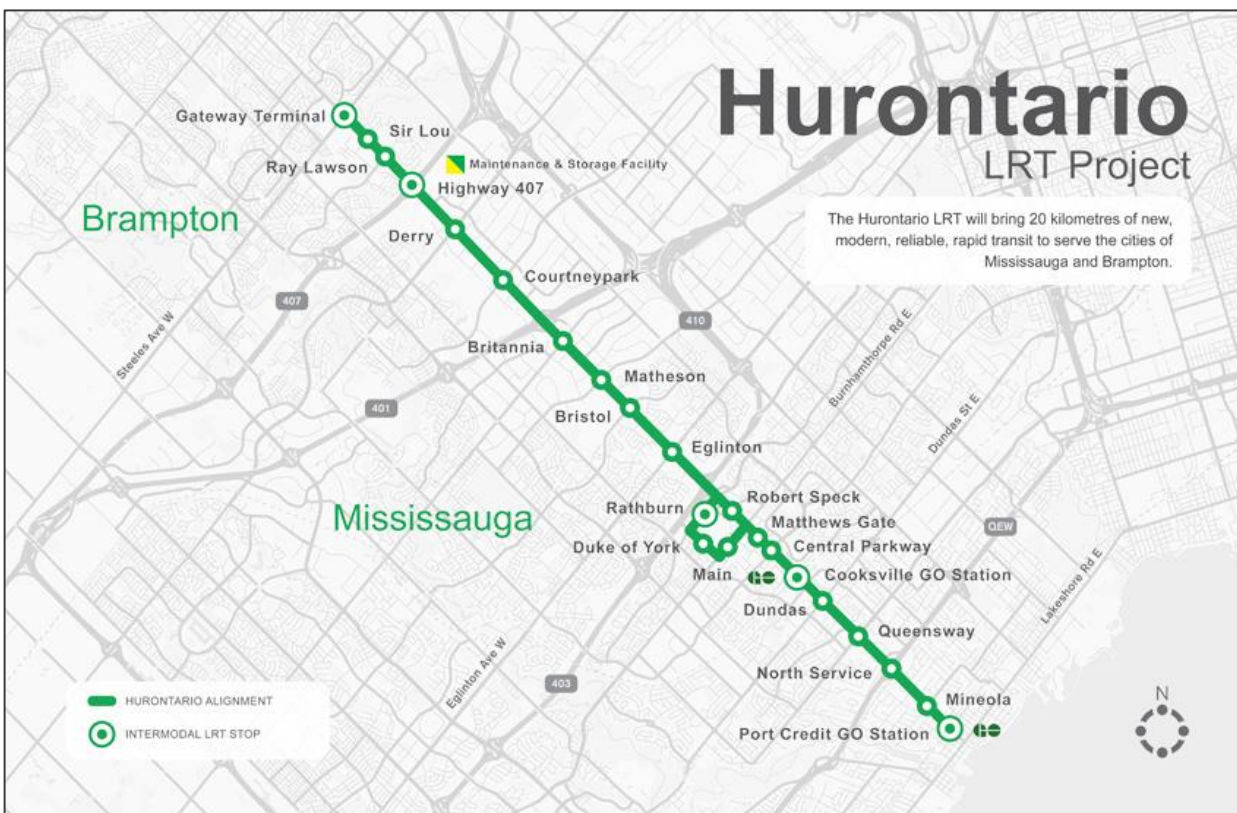 Hurontario
LRT Project
The Hurontario LRT will bring 20 kilometres of new,
modern, reliable, rapid transit to serve the cities of
Mississauga and Brampton.
Gateway Terminal
Sir Lou
Ray Lawson
Maintenance & Storage Facility
Highway 407
Brampton
Derry
Courtneypark
407
410
Steeles Ave W
Britannia
Burnhamthorpe Rd E
Matheson
401
Bristol
Dundas St E
Eglinton
Robert Speck
Rathburn
Mississauga
Matthews Gate
QEW
Duke of York
Central Parkway
Main
GO
Cooksville GO Station
Lakeshore Rd E
Dundas
Queensway
Eglinton Ave W
North Service
403
Mineola
Port Credit GO Station
GO
HURONTARIO ALIGNMENT
INTERMODAL LRT STOP
N